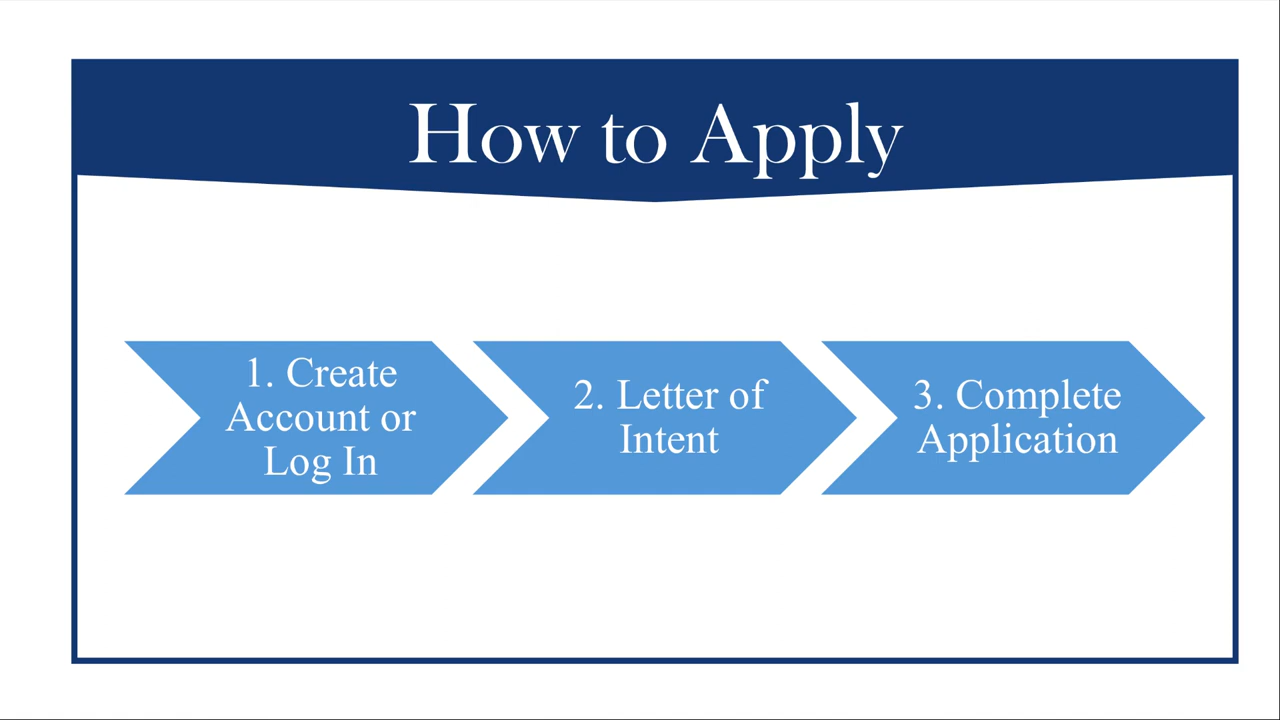 How to Apply
1. Create
Account or
Log In
2. Letter of
Intent
3. Complete
Application